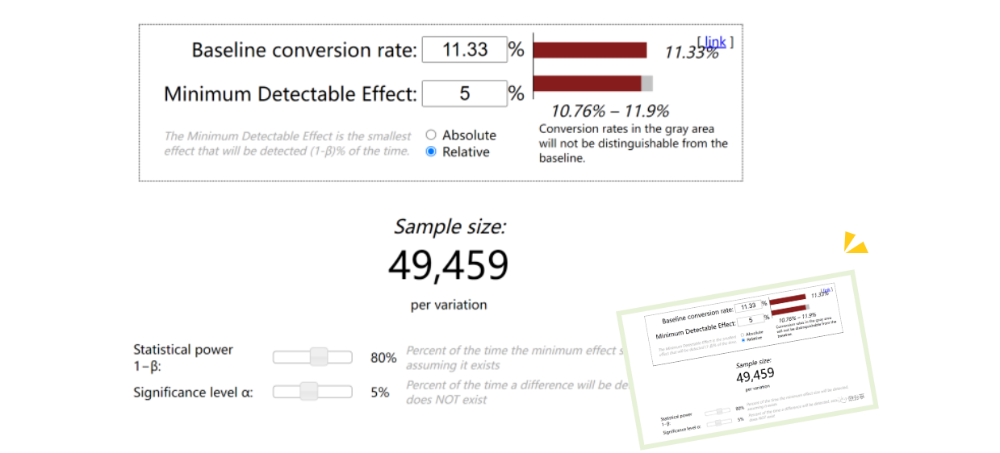 Baseline conversion rate: 11.33 %
[ link ]
11.33%
Minimum Detectable Effect: 5 %
10.76% – 11.9%
The Minimum Detectable Effect is the smallest
effect that will be detected (1-β)% of the time.
Absolute
Relative
Conversion rates in the gray area
will not be distinguishable from the
baseline.
Sample size:
49,459
per variation
Statistical power
1−β:
80%
Percent of the time the minimum effect s
assuming it exists
Significance level α:
5%
Percent of the time a difference will be de
does NOT exist
[ link ]
Baseline conversion rate: 11.33 %
11.33%
Minimum Detectable Effect: 5 %
10.76% – 11.9%
The Minimum Detectable Effect is the smallest
effect that will be detected (1-β)% of the time.
Absolute
Relative
Conversion rates in the gray area
will not be distinguishable from the
baseline.
Sample size:
49,459
per variation
Statistical power
1−β:
80%
Percent of the time the minimum effect size will be detected,
assuming it exists
Significance level α:
5%
Percent of the time a difference will be detected,
does NOT exist